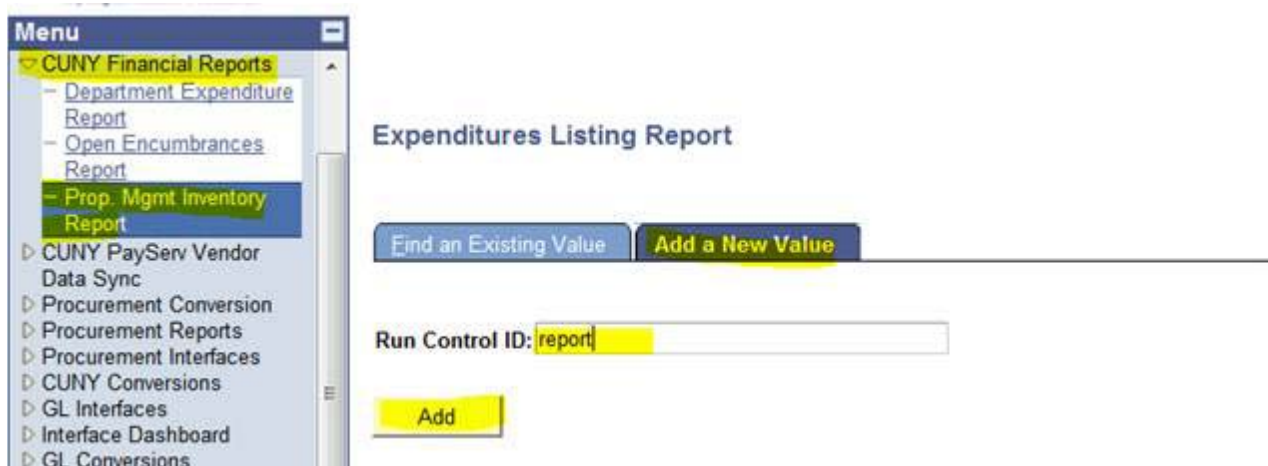 Menu
CUNY Financial Reports
Department Expenditure
Report
Open Encumbrances
Report
Prop. Mgmt Inventory
Report
CUNY PayServ Vendor
Data Sync
Procurement Conversion
Procurement Reports
Procurement Interfaces
CUNY Conversions
GL Interfaces
Interface Dashboard
GL Conversions
Expenditures Listing Report
Find an Existing Value Add a New Value
Run Control ID: report
Add